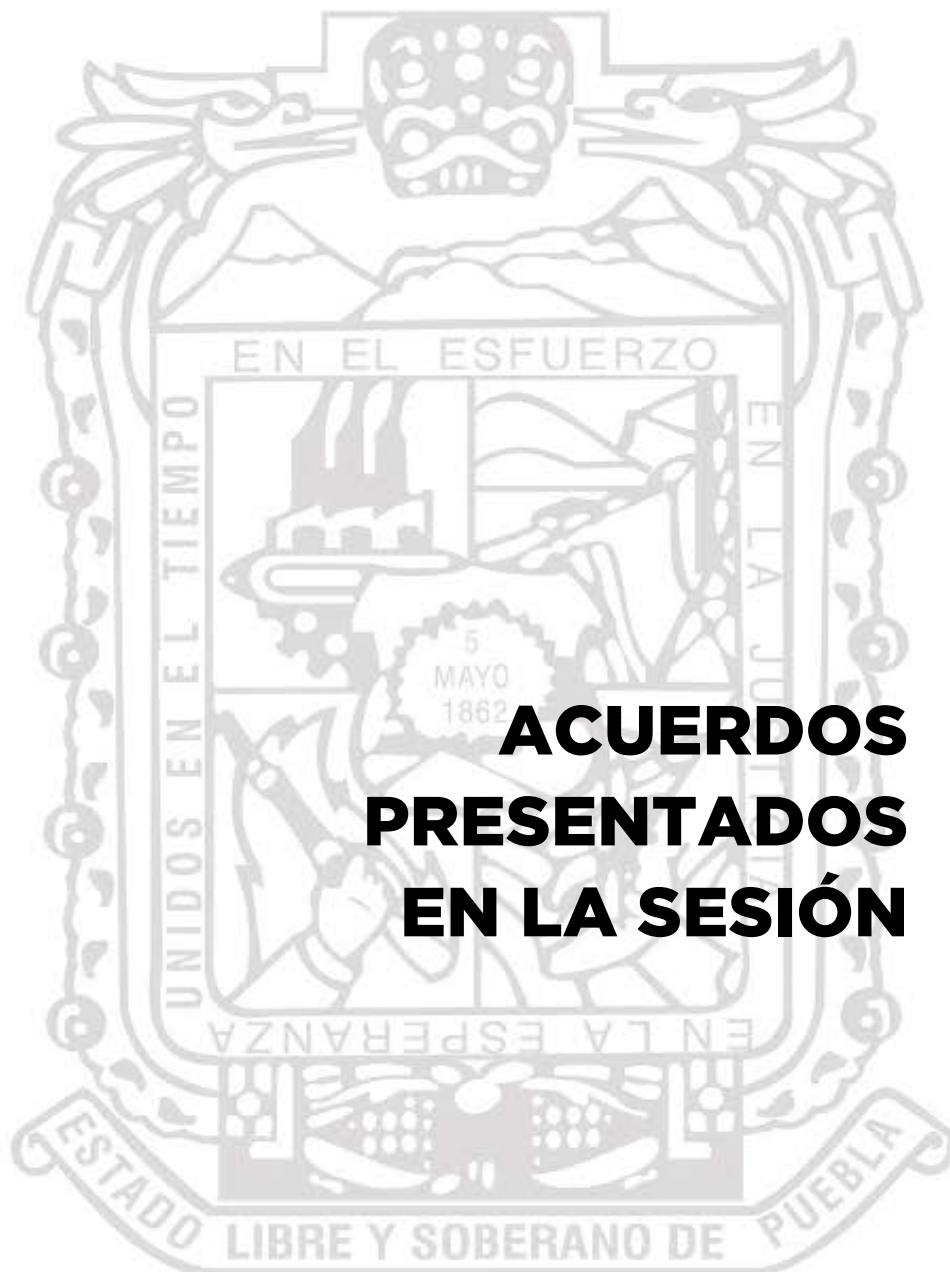 EN EL ESFUERZO
EN LA JUSTICIA
UNIDOS EN EL TIEMPO
5
MAYO
1862
ACUERDOS
PRESENTADOS
EN LA SESIÓN
EN LA ESPERANZA
ESTADO LIBRE Y SOBERANO DE PUEBLA